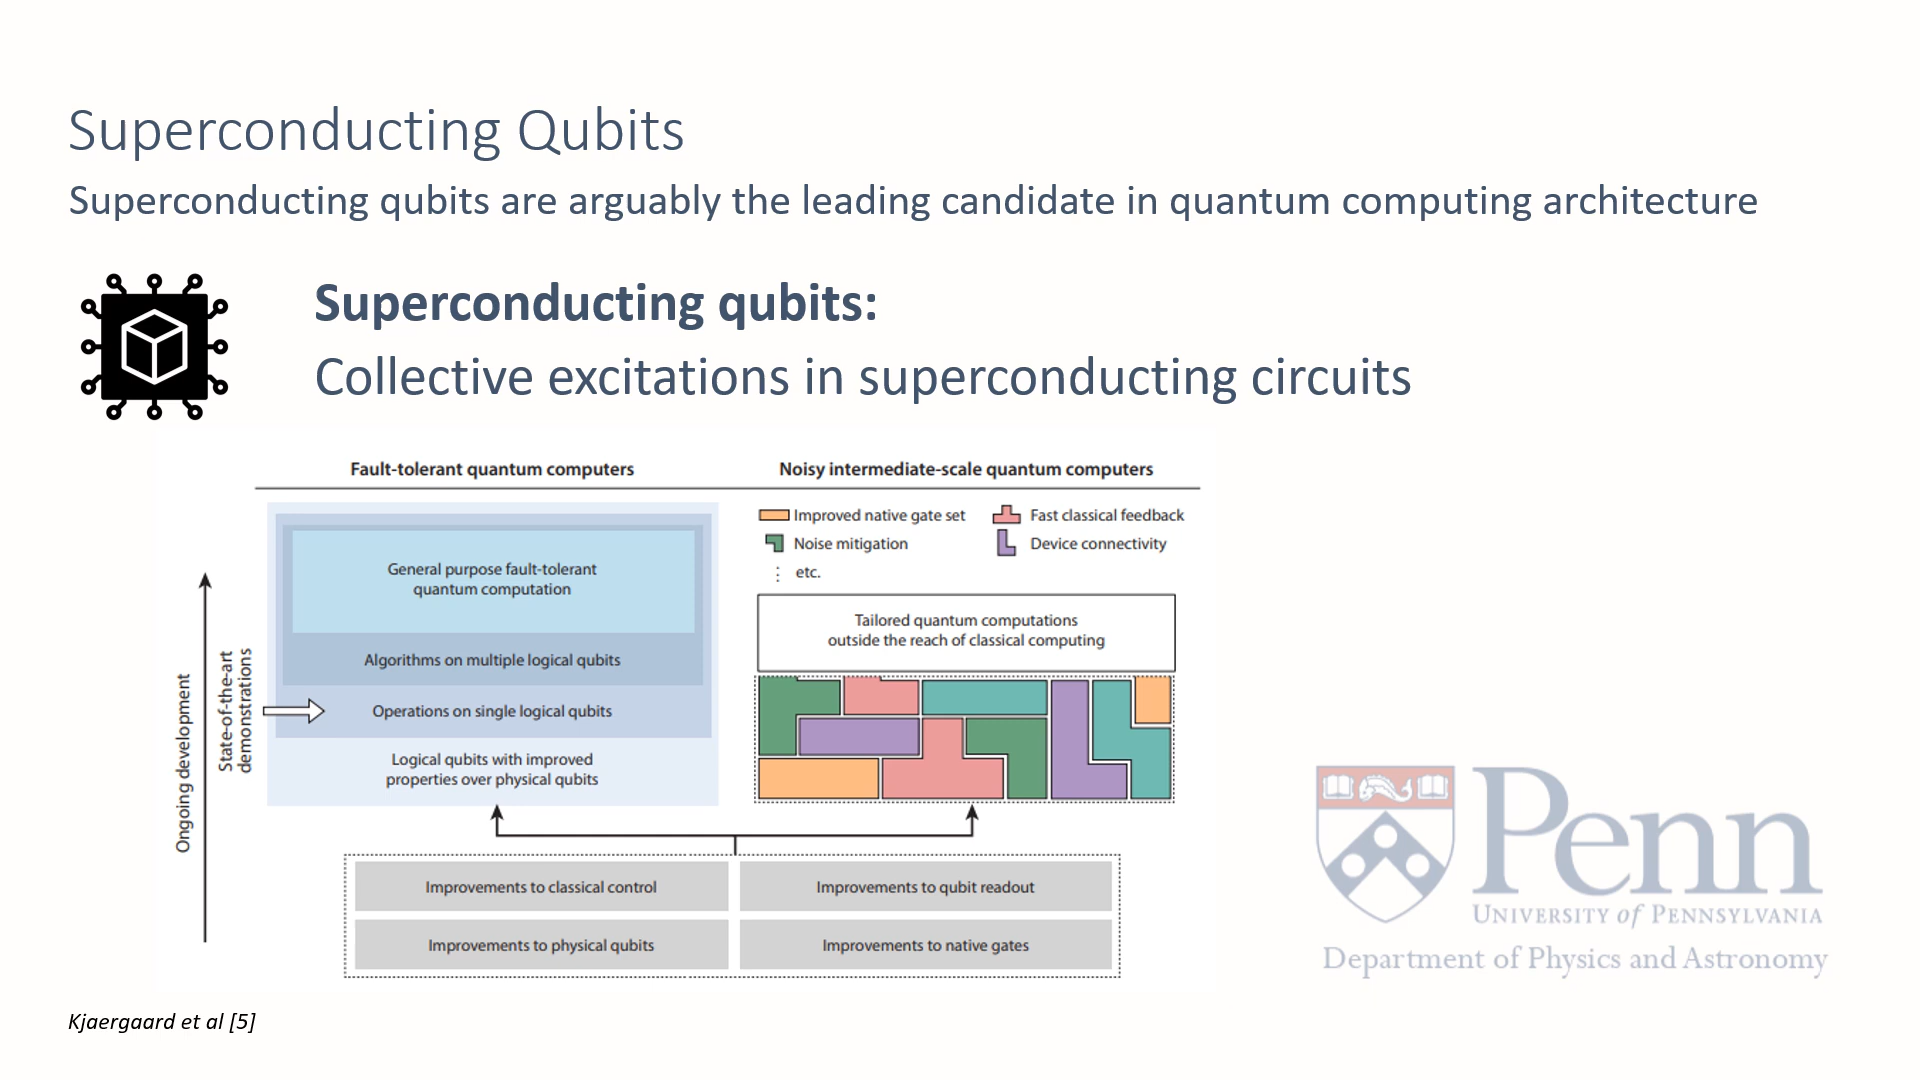 Superconducting Qubits
Superconducting qubits are arguably the leading candidate in quantum computing architecture
Superconducting qubits:
Collective excitations in superconducting circuits
Fault-tolerant quantum computers
Noisy intermediate-scale quantum computers
General purpose fault-tolerant
quantum computation
Algorithms on multiple logical qubits
Operations on single logical qubits
Logical qubits with improved
properties over physical qubits
Ongoing development
State-of-the-art
demonstrations
Improved native gate set
Fast classical feedback
Noise mitigation
Device connectivity
⋮ etc.
Tailored quantum computations
outside the reach of classical computing
Improvements to classical control
Improvements to qubit readout
Improvements to physical qubits
Improvements to native gates
Penn
UNIVERSITY of PENNSYLVANIA
Department of Physics and Astronomy
Kjaergaard et al [5]